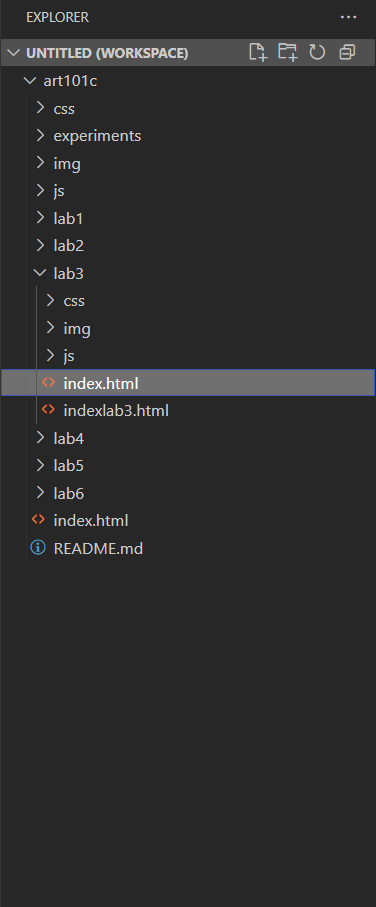 EXPLORER
UNTITLED (WORKSPACE)
art101c
css
experiments
img
js
lab1
lab2
lab3
css
img
js
index.html
indexlab3.html
lab4
lab5
lab6
index.html
README.md